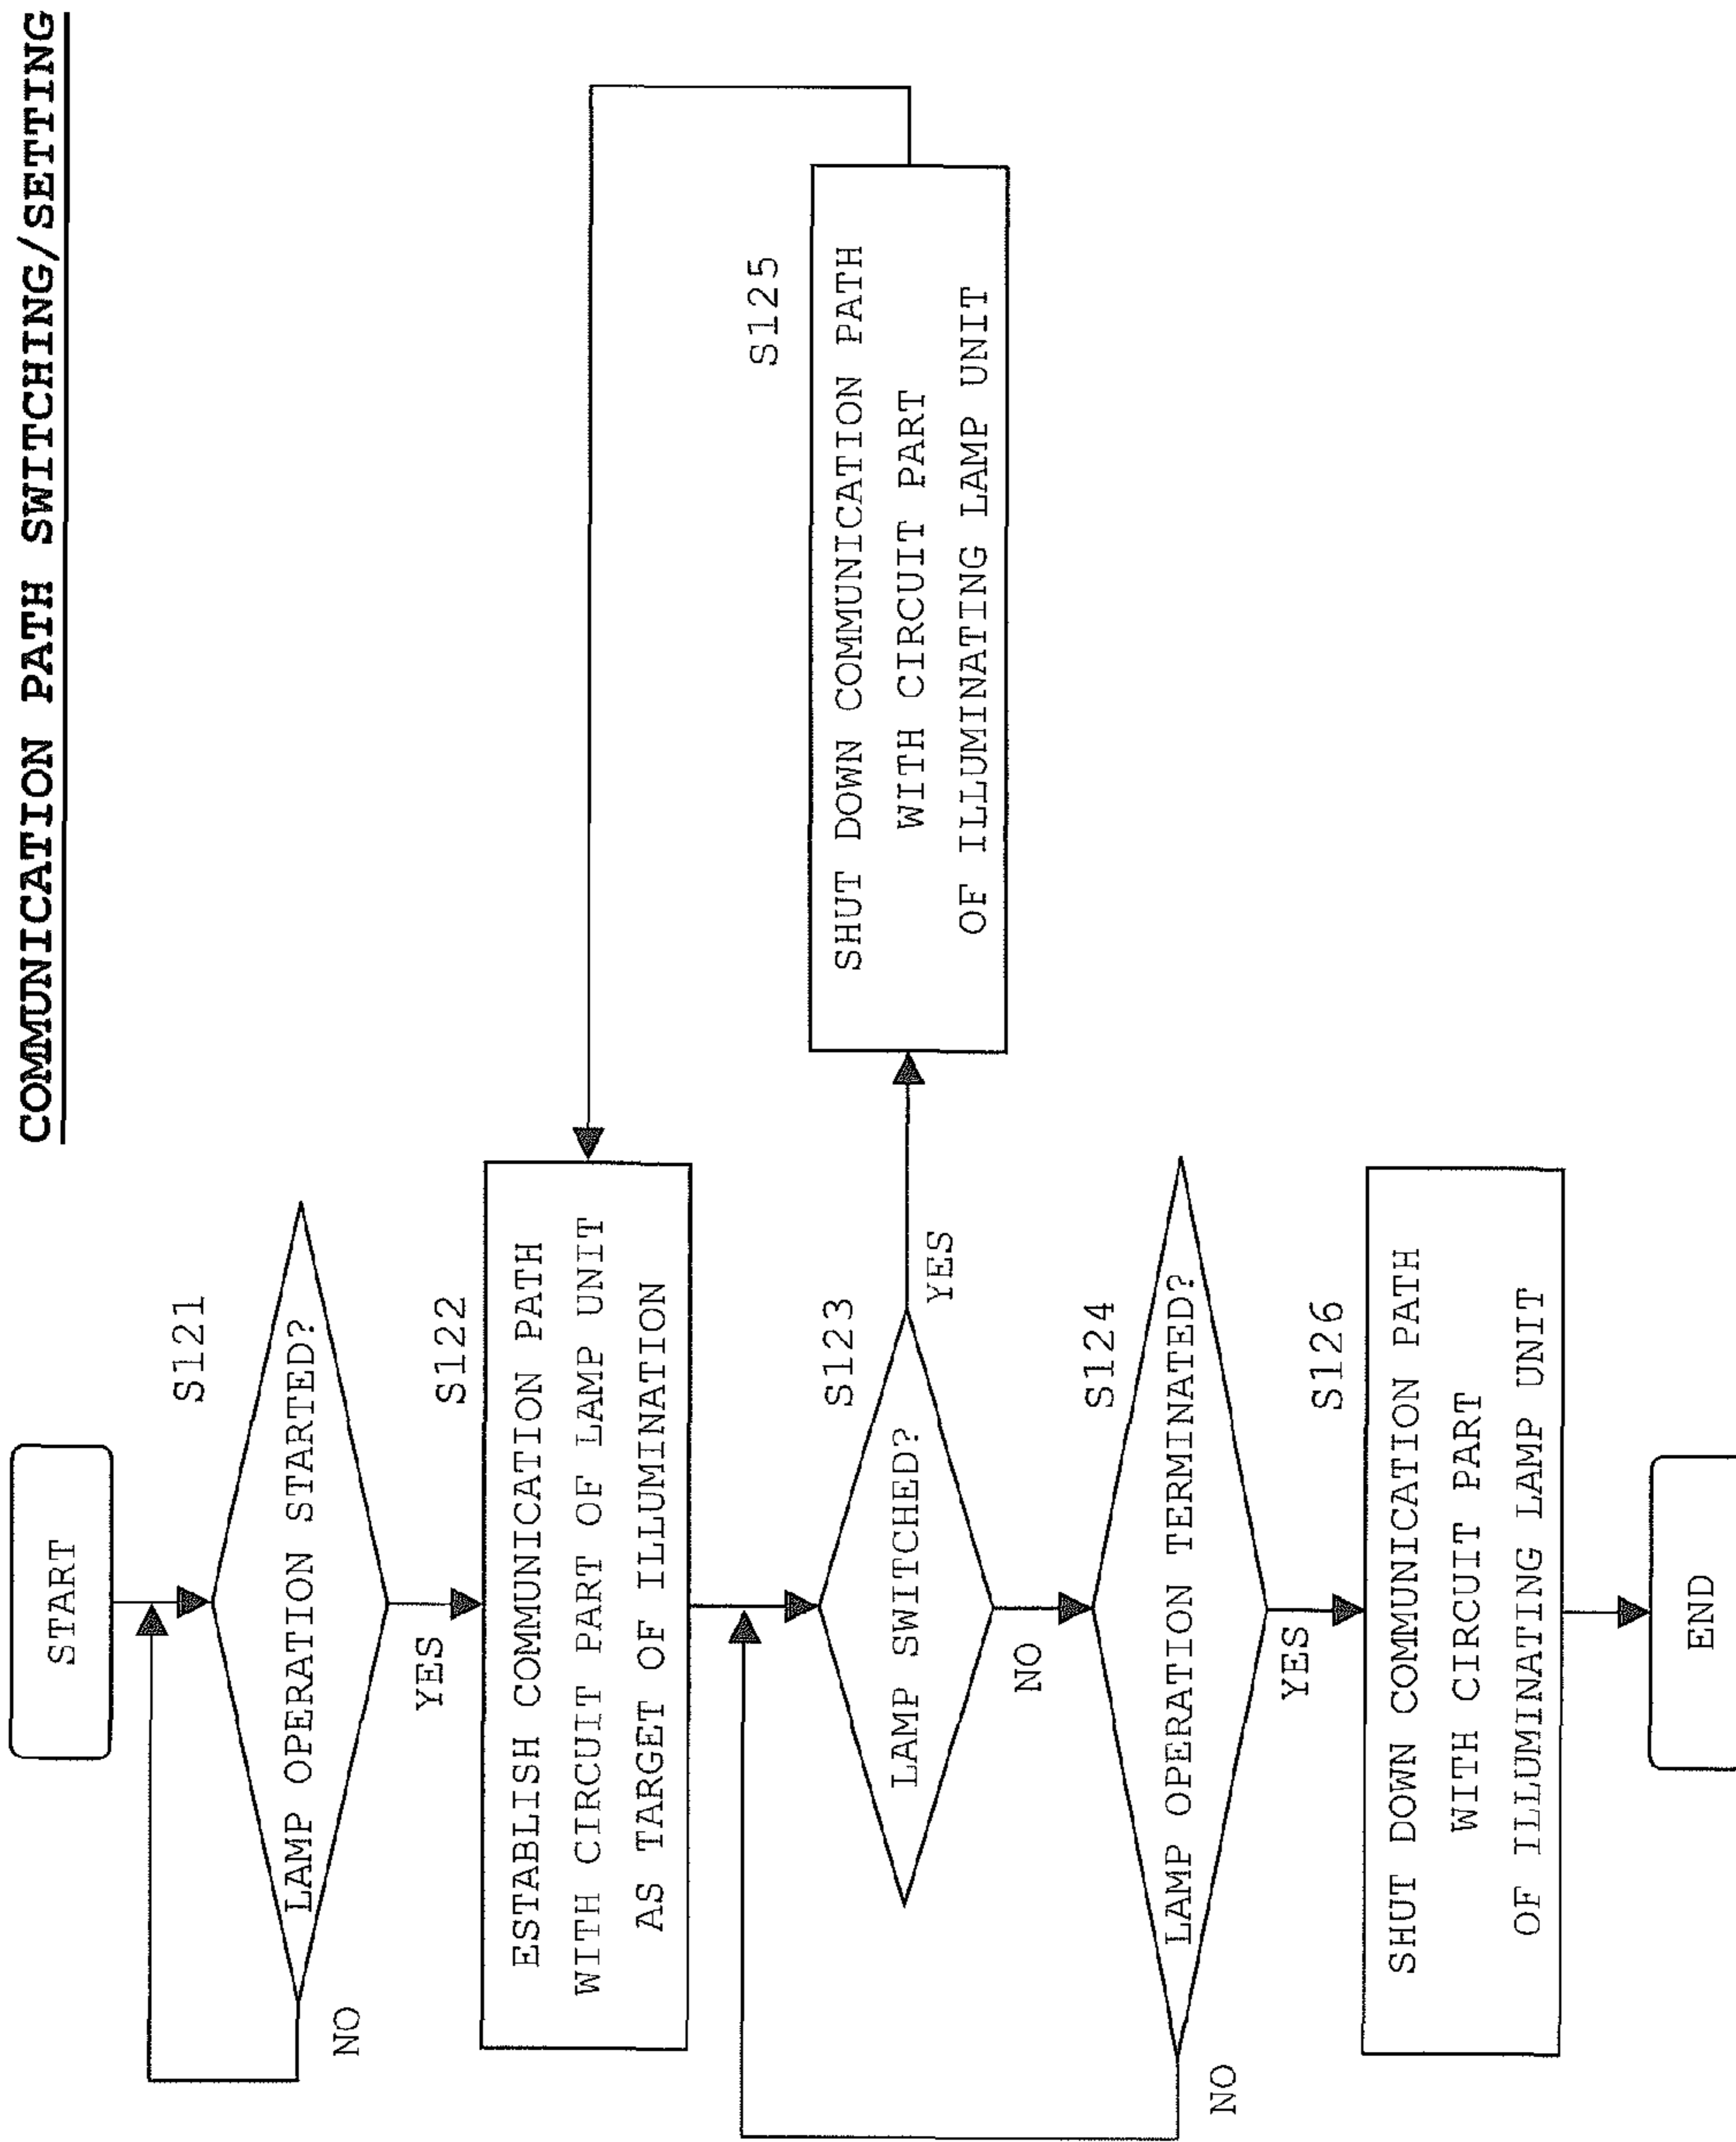 COMMUNICATION PATH SWITCHING/SETTING
START
S121
LAMP OPERATION STARTED?
NO
YES
S122
ESTABLISH COMMUNICATION PATH
WITH CIRCUIT PART OF LAMP UNIT
AS TARGET OF ILLUMINATION
S123
LAMP SWITCHED?
YES
NO
S125
SHUT DOWN COMMUNICATION PATH
WITH CIRCUIT PART
OF ILLUMINATING LAMP UNIT
S124
LAMP OPERATION TERMINATED?
NO
YES
S126
SHUT DOWN COMMUNICATION PATH
WITH CIRCUIT PART
OF ILLUMINATING LAMP UNIT
END